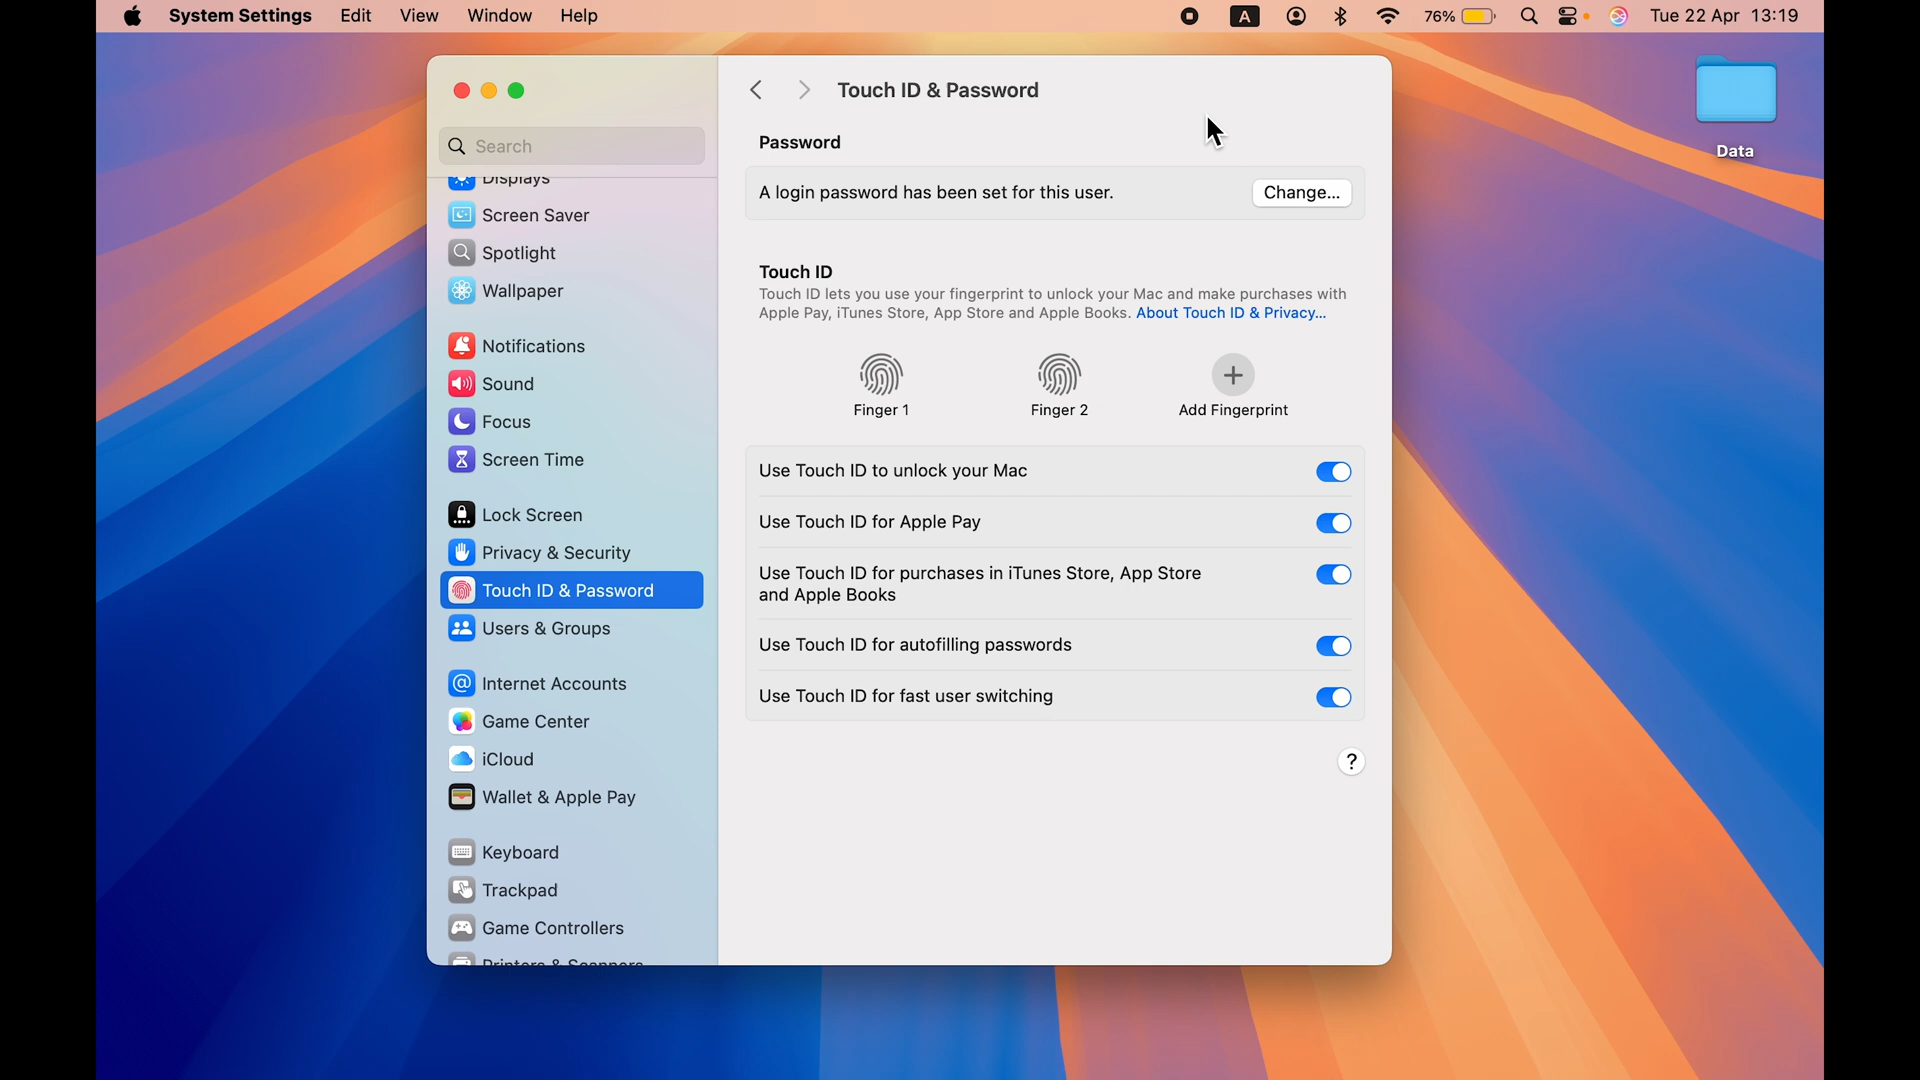 System Settings Edit View Window Help A 76% Tue 22 Apr 13:19
Data
Search
Displays
Screen Saver
Spotlight
Wallpaper
Notifications
Sound
Focus
Screen Time
Lock Screen
Privacy & Security
Touch ID & Password
Users & Groups
Internet Accounts
Game Center
iCloud
Wallet & Apple Pay
Keyboard
Trackpad
Game Controllers
Printers & Scanners
Touch ID & Password
Password
A login password has been set for this user. Change...
Touch ID
Touch ID lets you use your fingerprint to unlock your Mac and make purchases with
Apple Pay, iTunes Store, App Store and Apple Books. About Touch ID & Privacy...
Finger 1 Finger 2 Add Fingerprint
Use Touch ID to unlock your Mac
Use Touch ID for Apple Pay
Use Touch ID for purchases in iTunes Store, App Store
and Apple Books
Use Touch ID for autofilling passwords
Use Touch ID for fast user switching
?